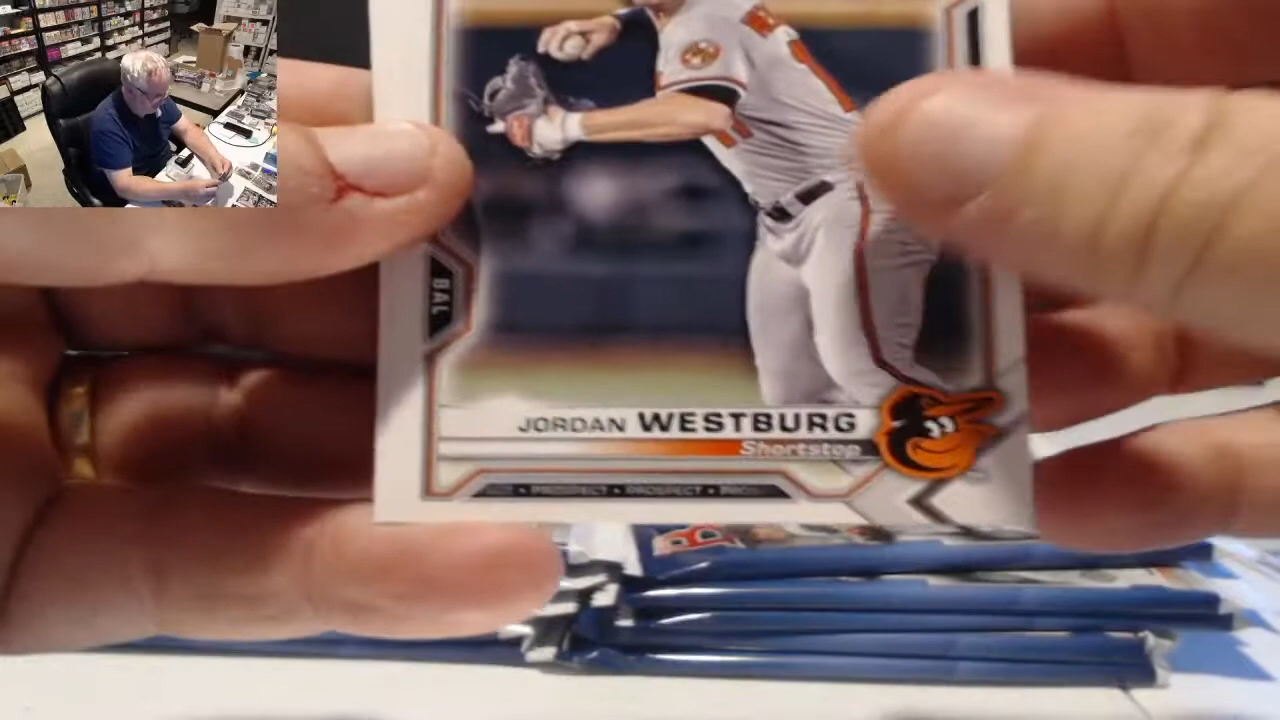 BAL
JORDAN WESTBURG
Shortstop
PROSPECT • PROSPECT •
B